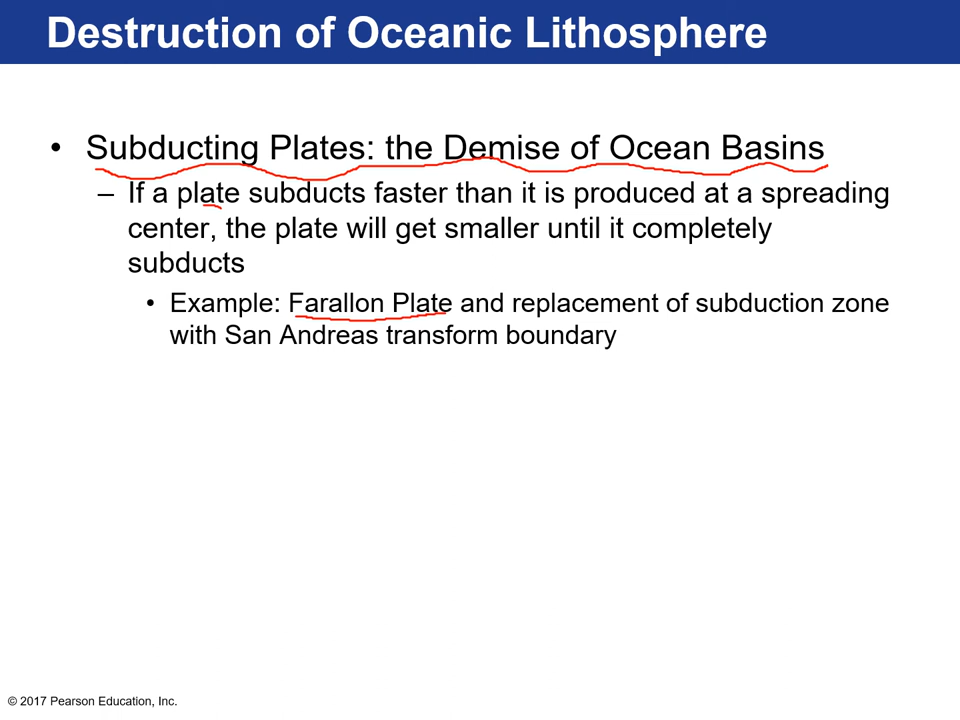 Destruction of Oceanic Lithosphere
• Subducting Plates: the Demise of Ocean Basins
– If a plate subducts faster than it is produced at a spreading
center, the plate will get smaller until it completely
subducts
• Example: Farallon Plate and replacement of subduction zone
with San Andreas transform boundary
© 2017 Pearson Education, Inc.